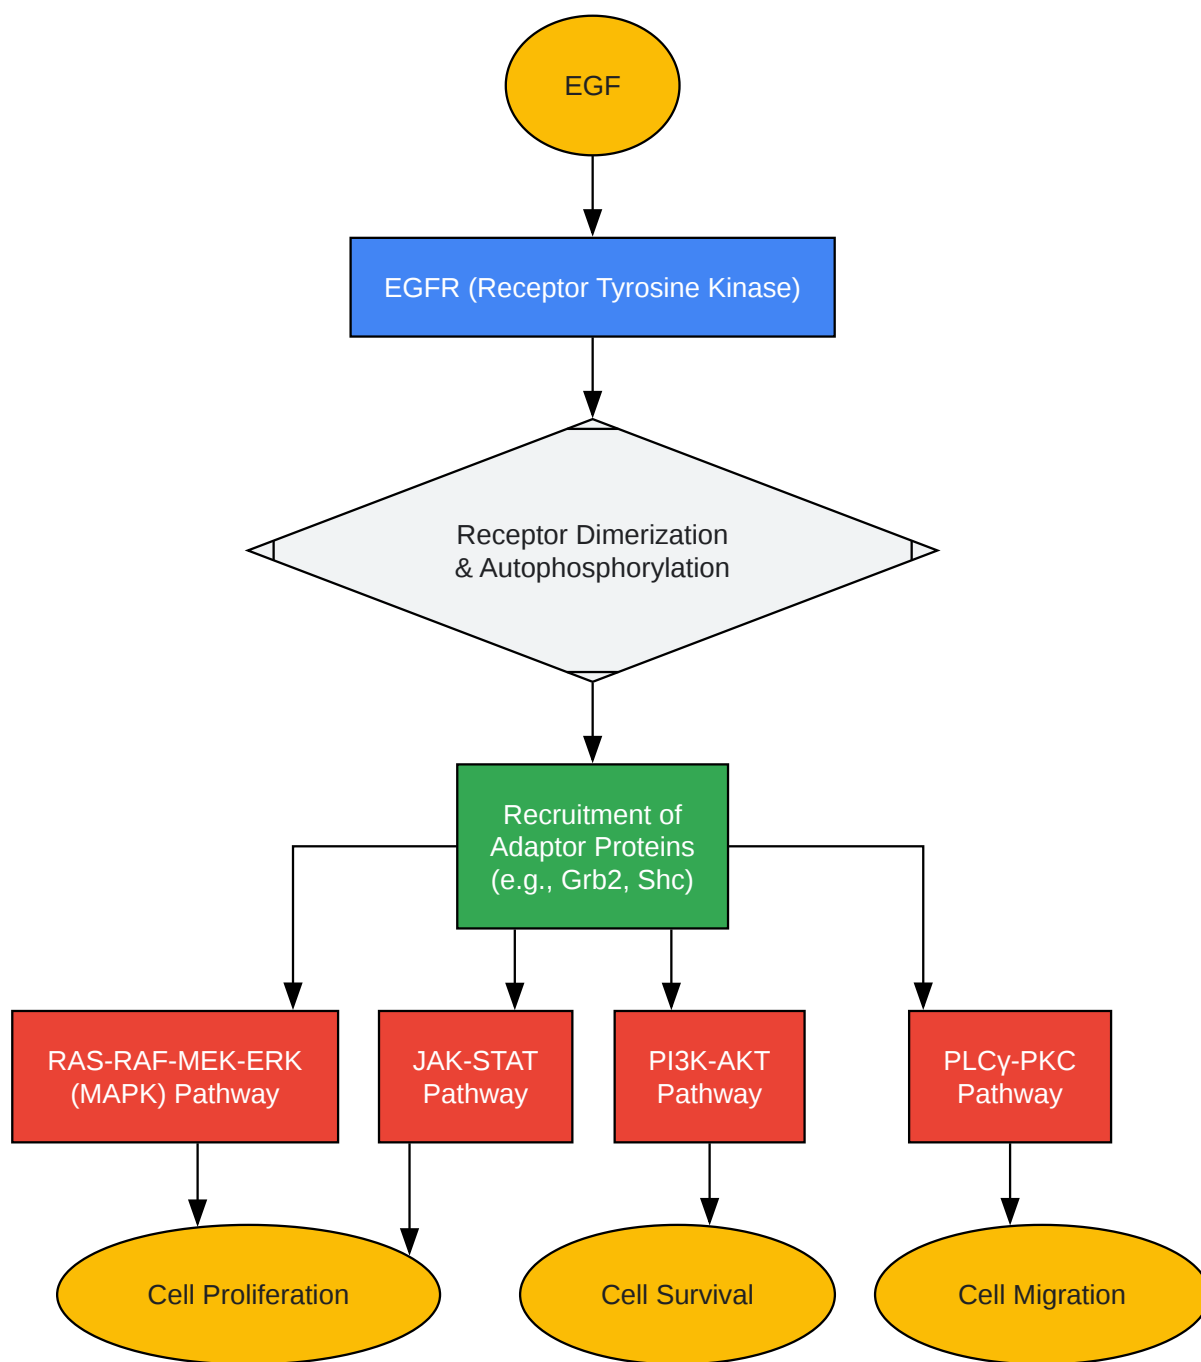 EGF
EGFR (Receptor Tyrosine Kinase)
Receptor Dimerization
& Autophosphorylation
Recruitment of
Adaptor Proteins
(e.g., Grb2, Shc)
RAS-RAF-MEK-ERK
(MAPK) Pathway
JAK-STAT
Pathway
PI3K-AKT
Pathway
PLCγ-PKC
Pathway
Cell Proliferation
Cell Survival
Cell Migration